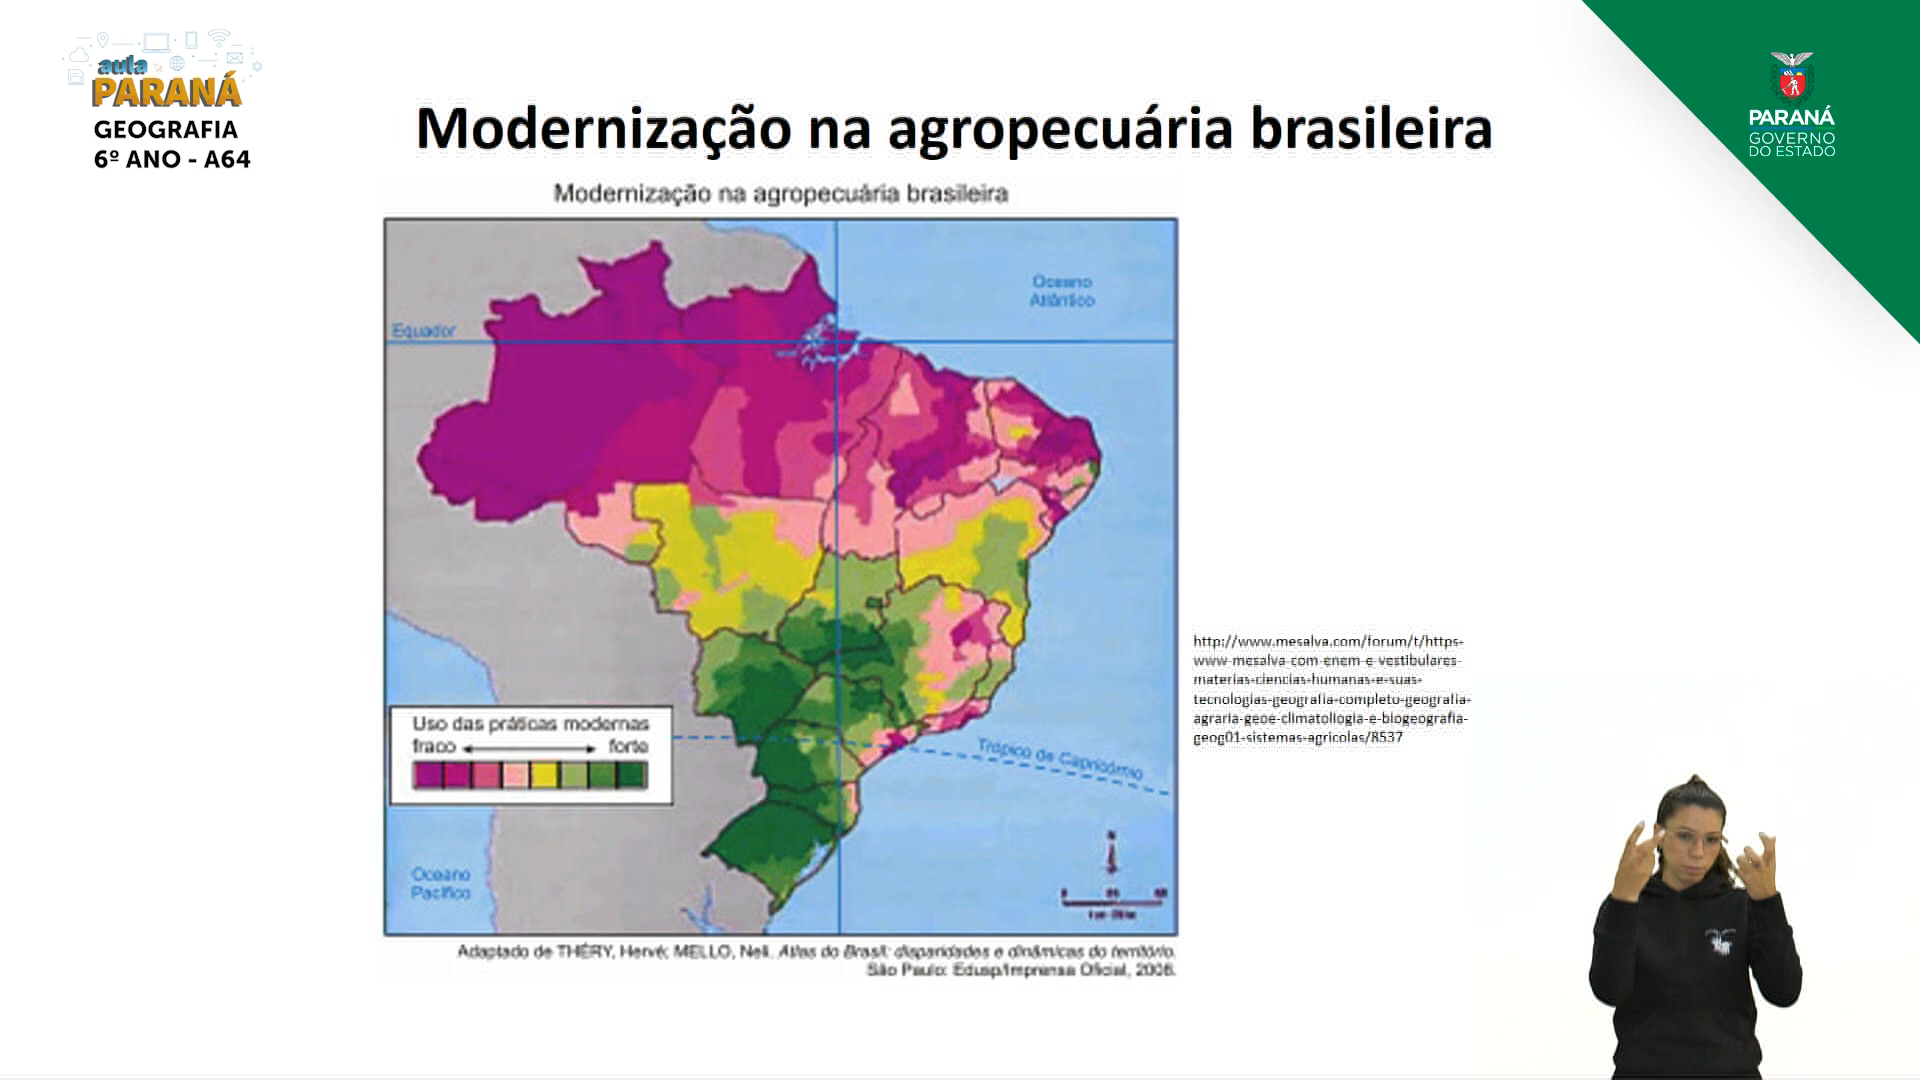 aula
PARANÁ
GEOGRAFIA
6º ANO - A64
PARANÁ
GOVERNO
DO ESTADO
Modernização na agropecuária brasileira
Modernização na agropecuária brasileira
Oceano
Atlântico
Equador
http://www.mesalva.com/forum/t/https-
www-mesalva-com-enem-e-vestibulares-
materias-ciencias-humanas-e-suas-
tecnologias-geografia-completo-geografia-
agraria-geoe-climatollogia-e-biogeografia-
geog01-sistemas-agricolas/8537
Uso das práticas modernas
fraco forte
Trópico de Capricórnio
N
Oceano
Pacífico
Adaptado de THÉRY, Hervé; MELLO, Neli. Atlas do Brasil: disparidades e dinâmicas do território.
São Paulo: Edusp/Imprensa Oficial, 2008.